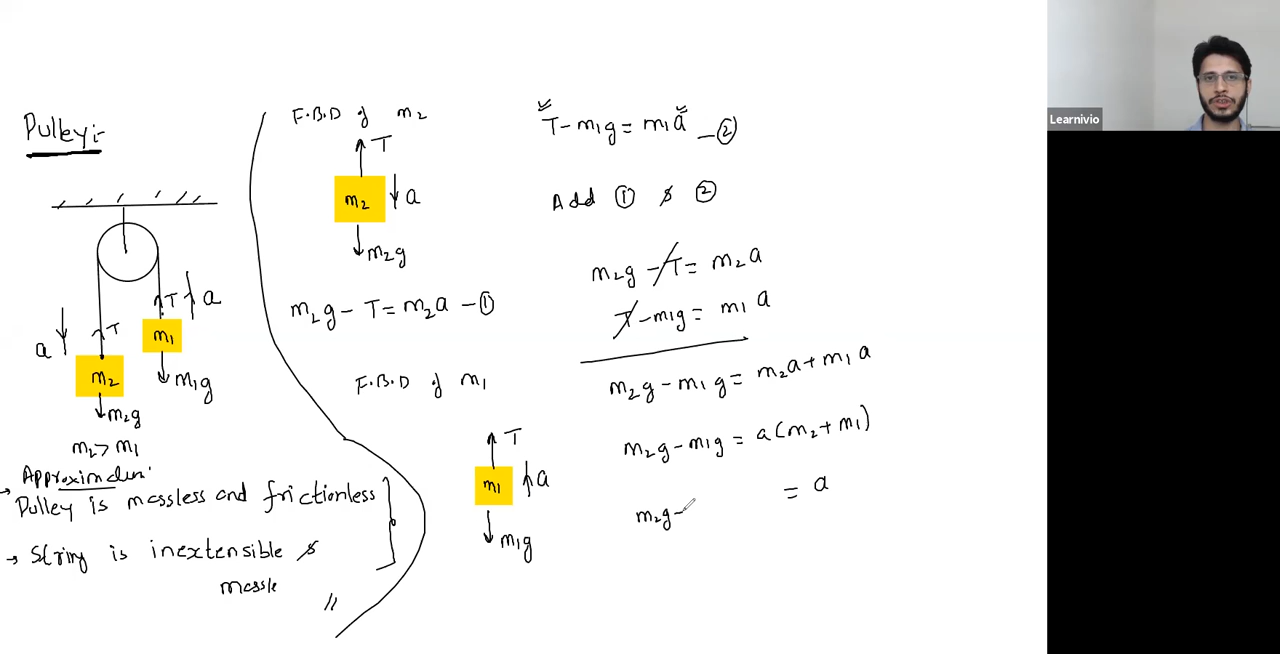 Pulley:-
T
a
T
m₁
a
m₂
m₁g
m₂g
m₂ > m₁
→ Pulley is massless and frictionless
→ String is inextensible &
massle
F.B.D of m₂
T
m₂
a
m₂g
m₂g - T = m₂a -①
F.B.D of m₁
T
m₁
a
m₁g
T - m₁g = m₁a -②
Add ① & ②
m₂g - T = m₂a
T - m₁g = m₁a
m₂g - m₁g = m₂a + m₁a
m₂g - m₁g = a(m₂ + m₁)
m₂g - = a
Learnivio